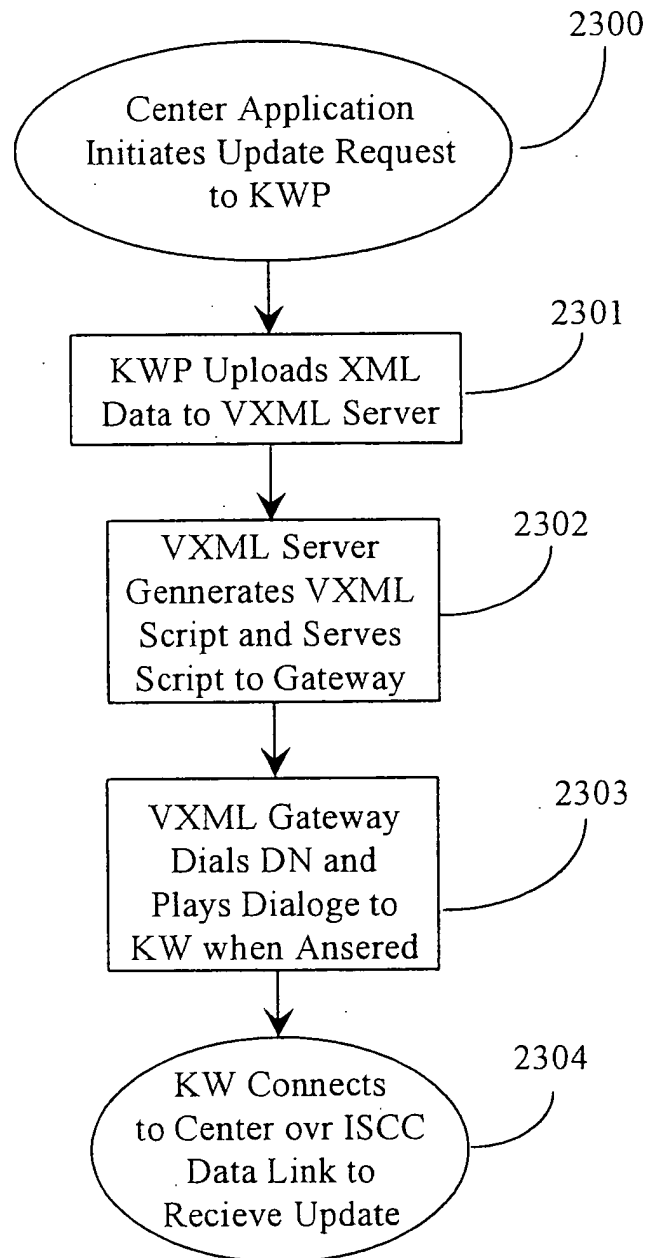 2300
Center Application
Initiates Update Request
to KWP
2301
KWP Uploads XML
Data to VXML Server
2302
VXML Server
Gennerates VXML
Script and Serves
Script to Gateway
2303
VXML Gateway
Dials DN and
Plays Dialoge to
KW when Ansered
2304
KW Connects
to Center ovr ISCC
Data Link to
Recieve Update